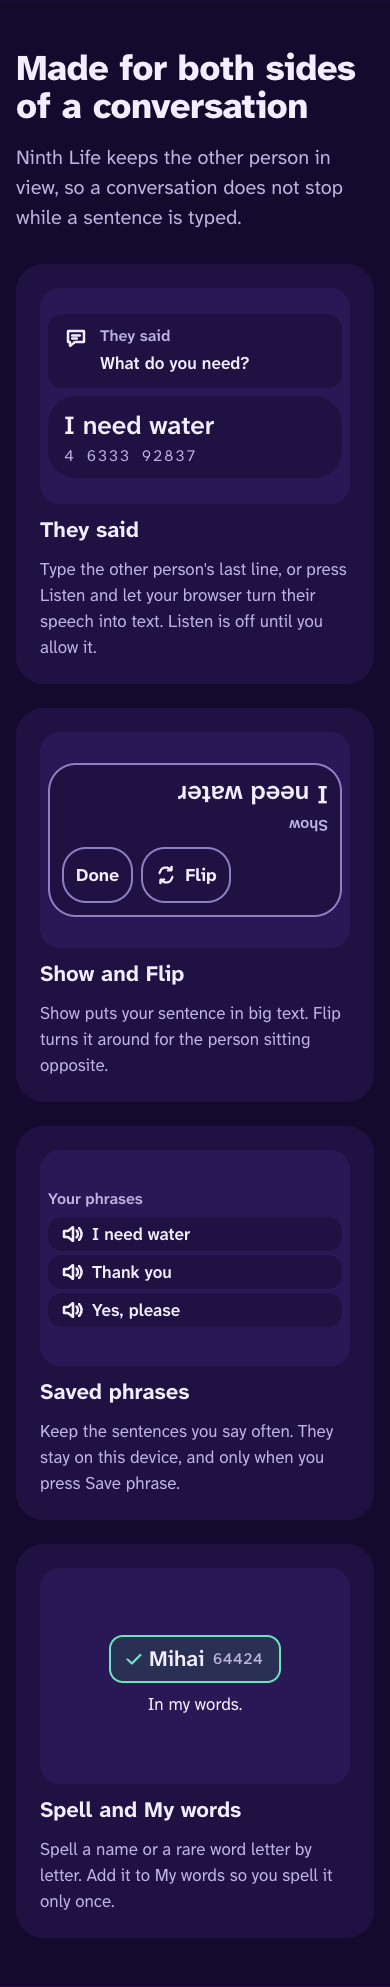 Made for both sides
of a conversation
Ninth Life keeps the other person in
view, so a conversation does not stop
while a sentence is typed.
They said
What do you need?
I need water
4 6333 92837
They said
Type the other person's last line, or press
Listen and let your browser turn their
speech into text. Listen is off until you
allow it.
I need water
Show
Done
Flip
Show and Flip
Show puts your sentence in big text. Flip
turns it around for the person sitting
opposite.
Your phrases
I need water
Thank you
Yes, please
Saved phrases
Keep the sentences you say often. They
stay on this device, and only when you
press Save phrase.
Mihai 64424
In my words.
Spell and My words
Spell a name or a rare word letter by
letter. Add it to My words so you spell it
only once.